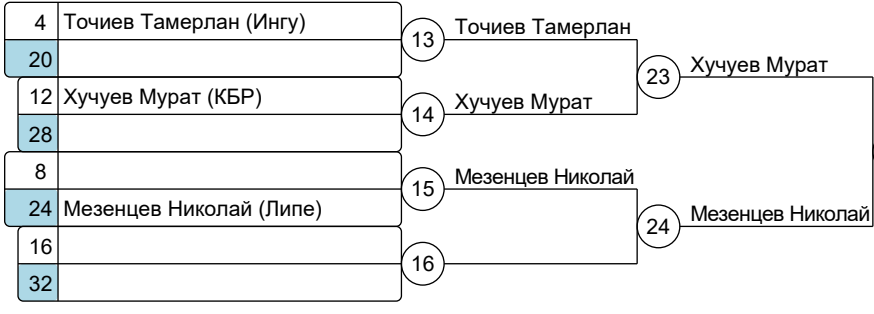 4 Точиев Тамерлан (Ингу)
20
13 Точиев Тамерлан
12 Хучуев Мурат (КБР)
28
14 Хучуев Мурат
23 Хучуев Мурат
8
24 Мезенцев Николай (Липе)
15 Мезенцев Николай
16
32
16
24 Мезенцев Николай